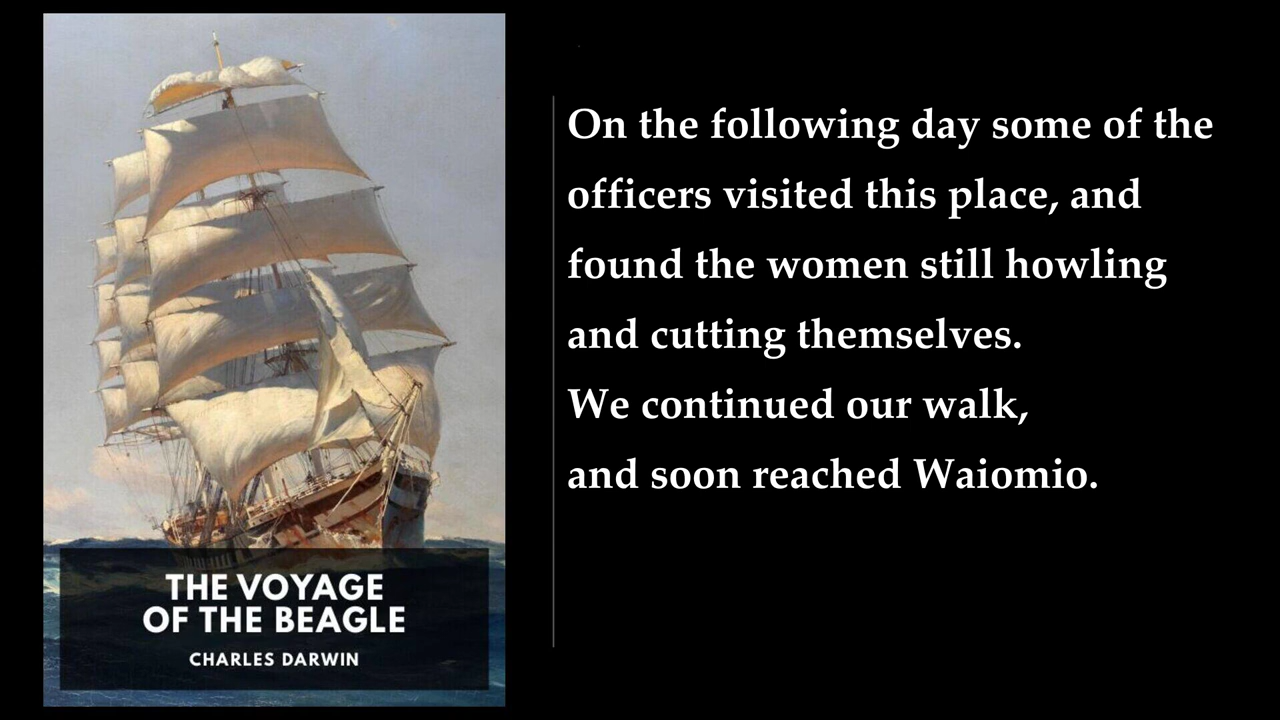 THE VOYAGE
OF THE BEAGLE
CHARLES DARWIN
On the following day some of the
officers visited this place, and
found the women still howling
and cutting themselves.
We continued our walk,
and soon reached Waiomio.